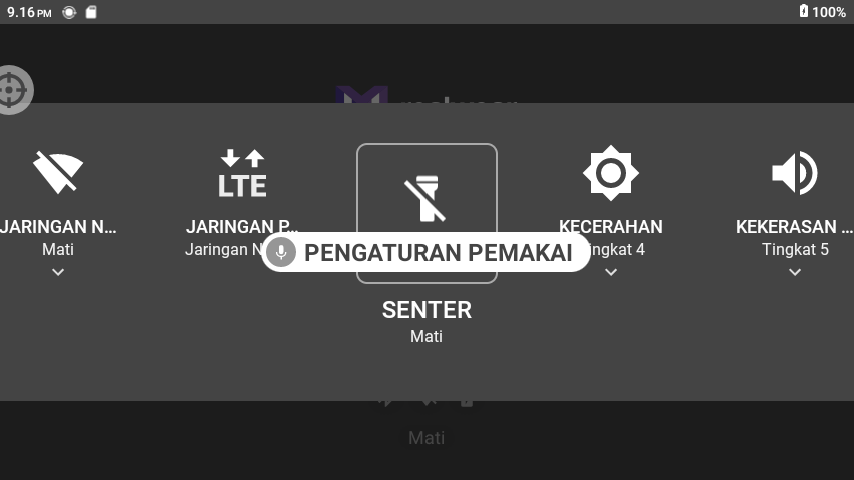 9.16 PM
100%
JARINGAN N...
Mati
JARINGAN P...
Jaringan N
LTE
SENTER
Mati
KECERAHAN
ingkat 4
KEKERASAN ...
Tingkat 5
PENGATURAN PEMAKAI
Mati